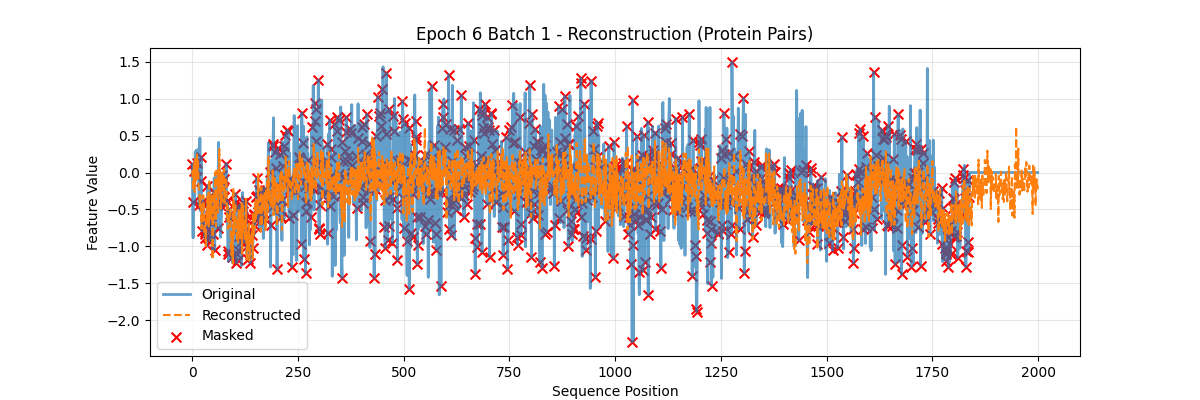 Epoch 6 Batch 1 - Reconstruction (Protein Pairs)
1.5
1.0
0.5
0.0
−0.5
−1.0
−1.5
−2.0
Feature Value
Original
Reconstructed
Masked
0
250
500
750
1000
1250
1500
1750
2000
Sequence Position